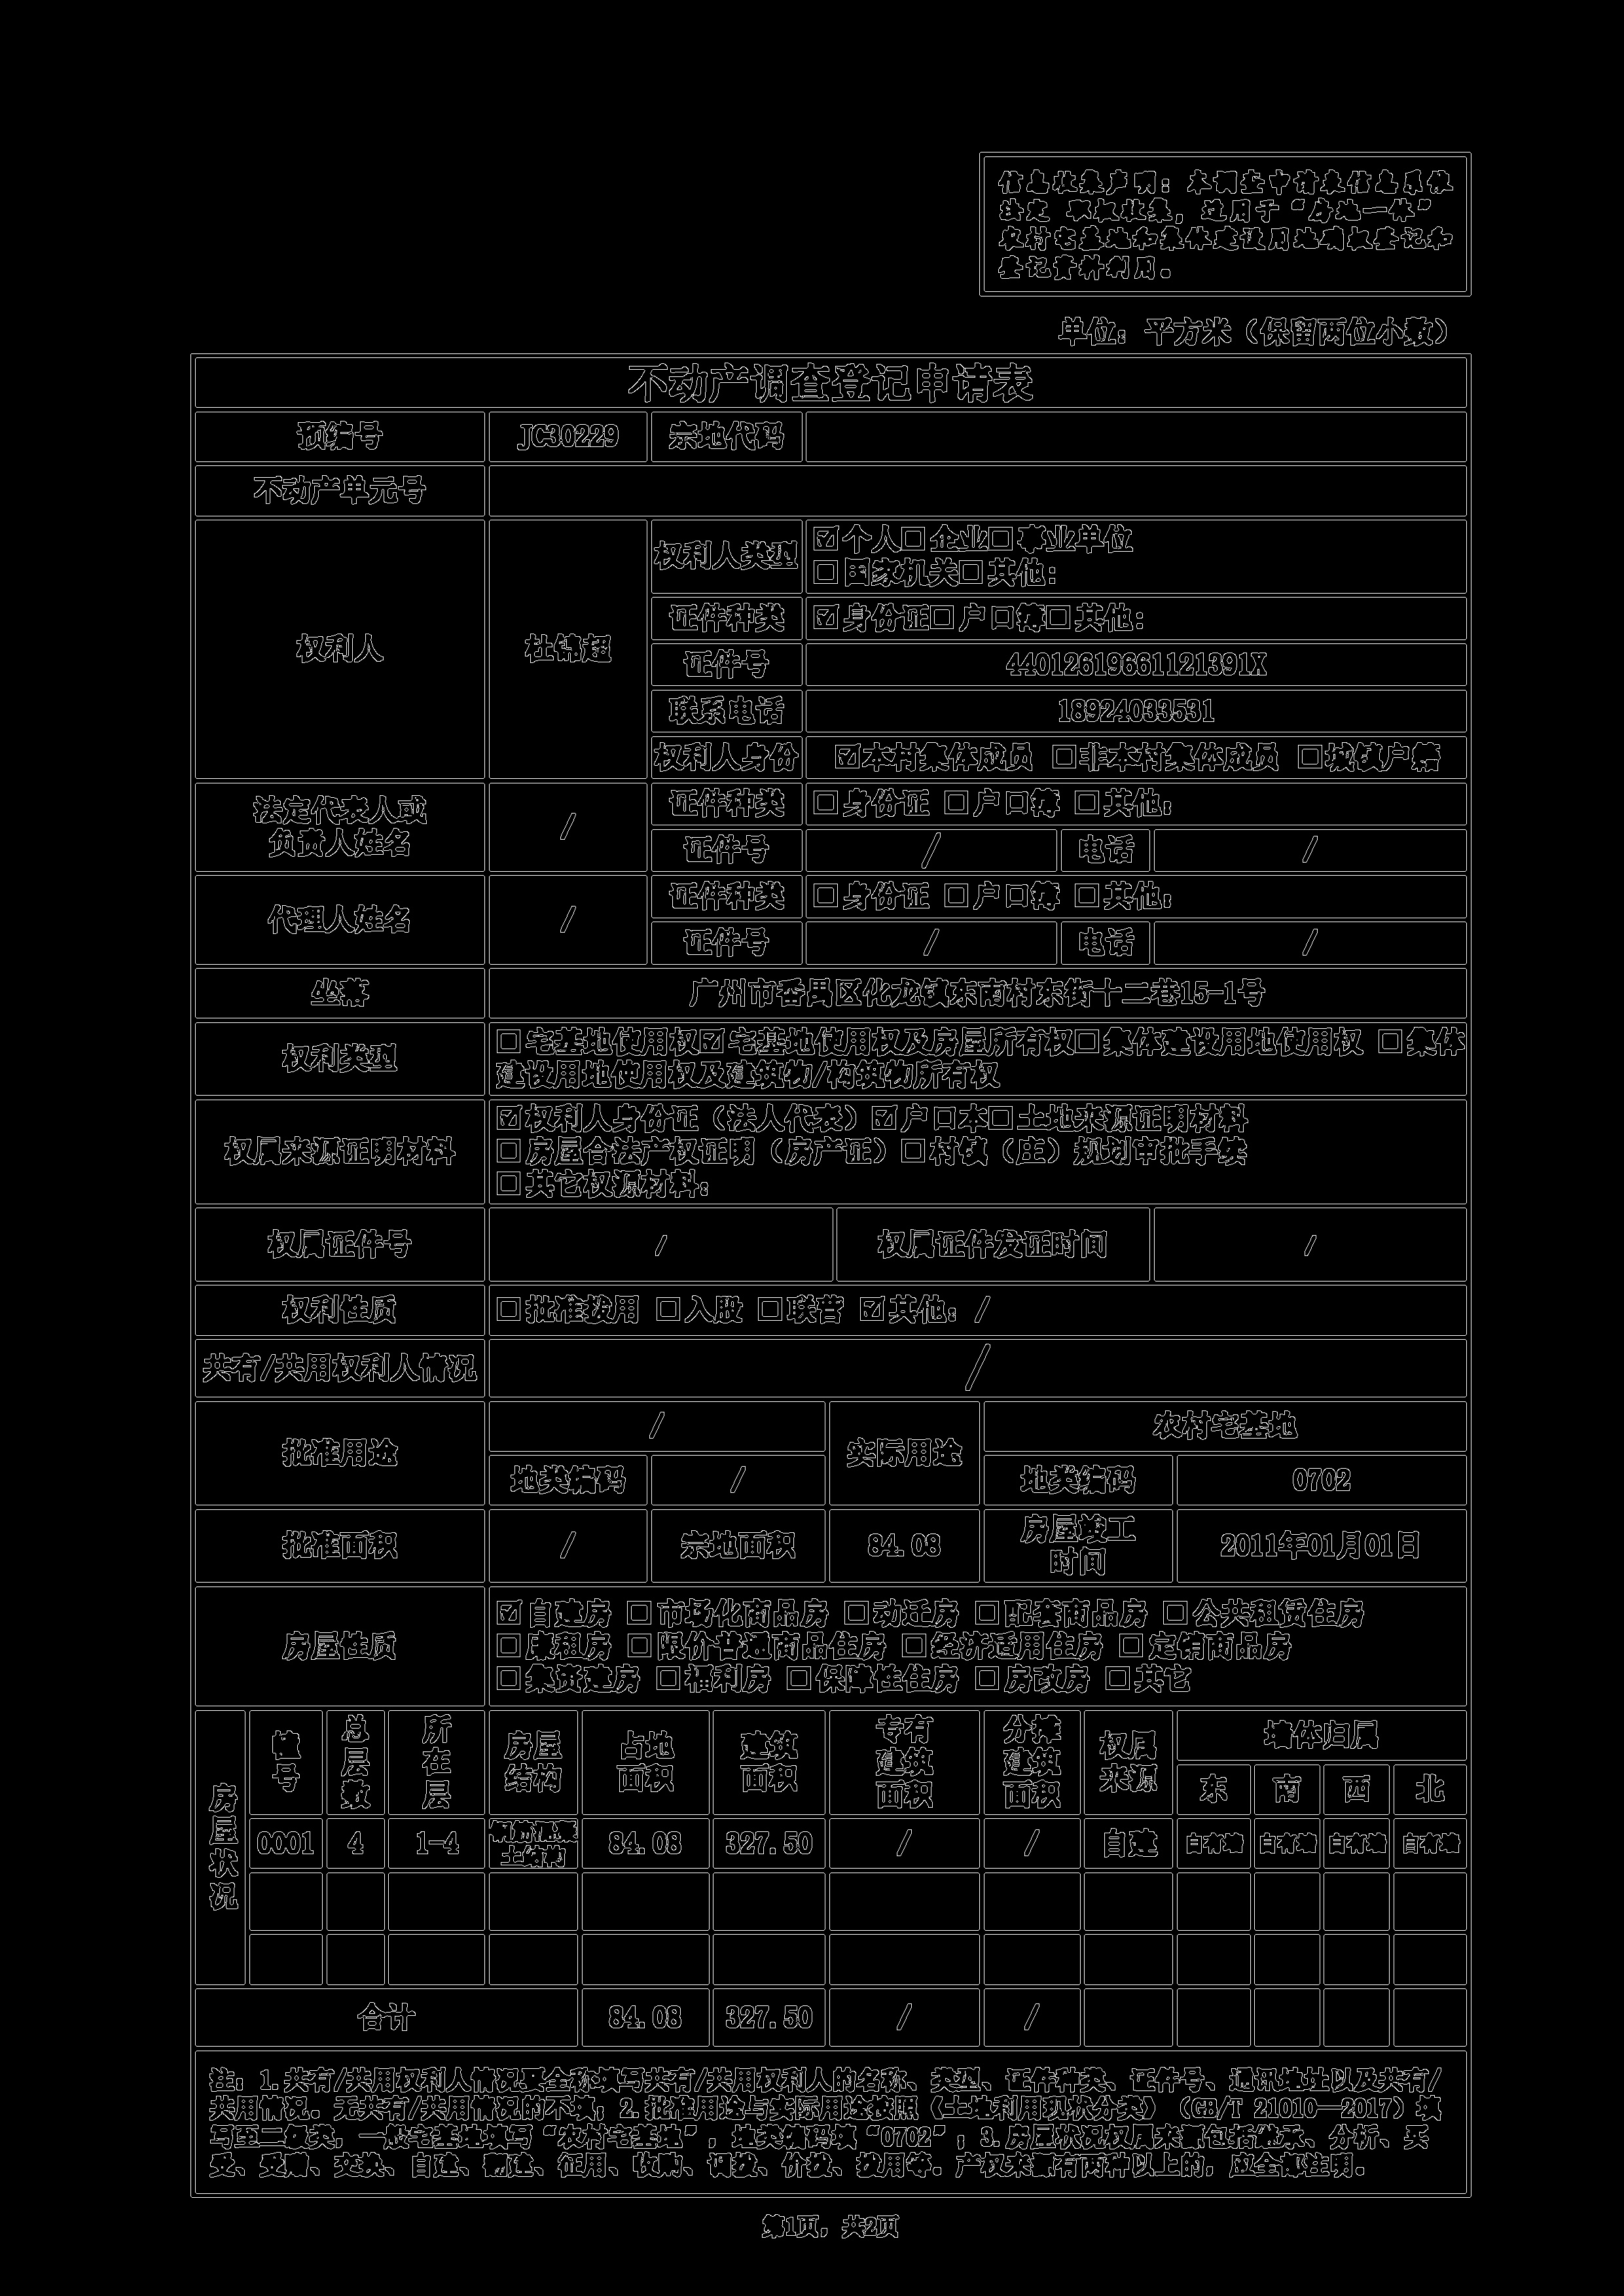 信息收集声明：本调查申请表信息系依
法定 职权收集，适用于“房地一体”
农村宅基地和集体建设用地确权登记和
登记资料利用。
单位：平方米（保留两位小数）
不动产调查登记申请表
预编号 JC30229 宗地代码
不动产单元号
权利人 杜锦超
权利人类型 ☑个人□企业□事业单位
□国家机关□其他：
证件种类 ☑身份证□户口簿□其他：
证件号 44012619661121391X
联系电话 18924033531
权利人身份 ☑本村集体成员 □非本村集体成员 □城镇户籍
法定代表人或
负责人姓名 / 证件种类 □身份证 □户口簿 □其他：
证件号 / 电话 /
代理人姓名 / 证件种类 □身份证 □户口簿 □其他：
证件号 / 电话 /
坐落 广州市番禺区化龙镇东南村东街十二巷15-1号
权利类型 □宅基地使用权☑宅基地使用权及房屋所有权□集体建设用地使用权 □集体
建设用地使用权及建筑物/构筑物所有权
权属来源证明材料 ☑权利人身份证（法人代表）☑户口本□土地来源证明材料
□房屋合法产权证明（房产证）□村镇（庄）规划审批手续
□其它权源材料：
权属证件号 / 权属证件发证时间 /
权利性质 □批准拨用 □入股 □联营 ☑其他：/
共有/共用权利人情况 /
批准用途 / 实际用途 农村宅基地
地类编码 / 地类编码 0702
批准面积 / 宗地面积 84.08 房屋竣工
时间 2011年01月01日
房屋性质 ☑自建房 □市场化商品房 □动迁房 □配套商品房 □公共租赁住房
□廉租房 □限价普通商品住房 □经济适用住房 □定销商品房
□集资建房 □福利房 □保障性住房 □房改房 □其它
房屋状况
幢号 总层数 所在层 房屋结构 占地面积 建筑面积 专有建筑面积 分摊建筑面积 权属来源 墙体归属
东 南 西 北
0001 4 1-4 钢筋混凝土结构 84.08 327.50 / / 自建 自有墙 自有墙 自有墙 自有墙
合计 84.08 327.50 / /
注：1.共有/共用权利人情况要全称填写共有/共用权利人的名称、类型、证件种类、证件号、通讯地址以及共有/
共用情况。无共有/共用情况的不填；2.批准用途与实际用途按照《土地利用现状分类》（GB/T 21010—2017）填
写至二级类，一般宅基地填写“农村宅基地”，地类编码填“0702”；3.房屋状况权属来源包括继承、分析、买
受、受赠、交换、自建、翻建、征用、收购、调拨、价拨、拨用等。产权来源有两种以上的，应全部注明。
第1页，共2页